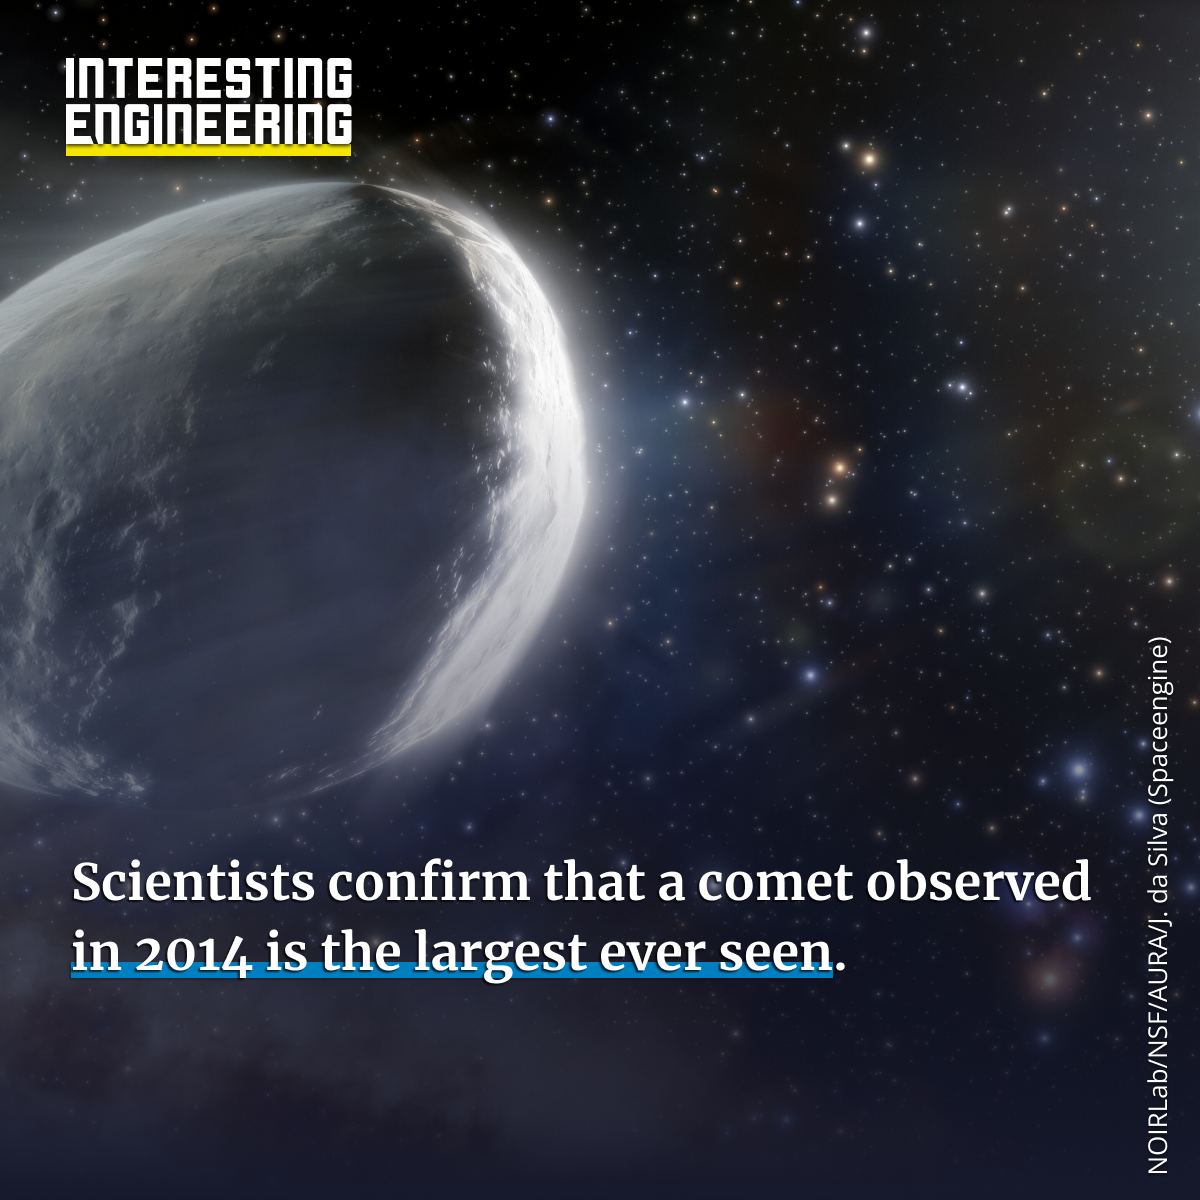 INTERESTING
ENGINEERING
Scientists confirm that a comet observed
in 2014 is the largest ever seen.
NOIRLab/NSF/AURA/J. da Silva (Spaceengine)